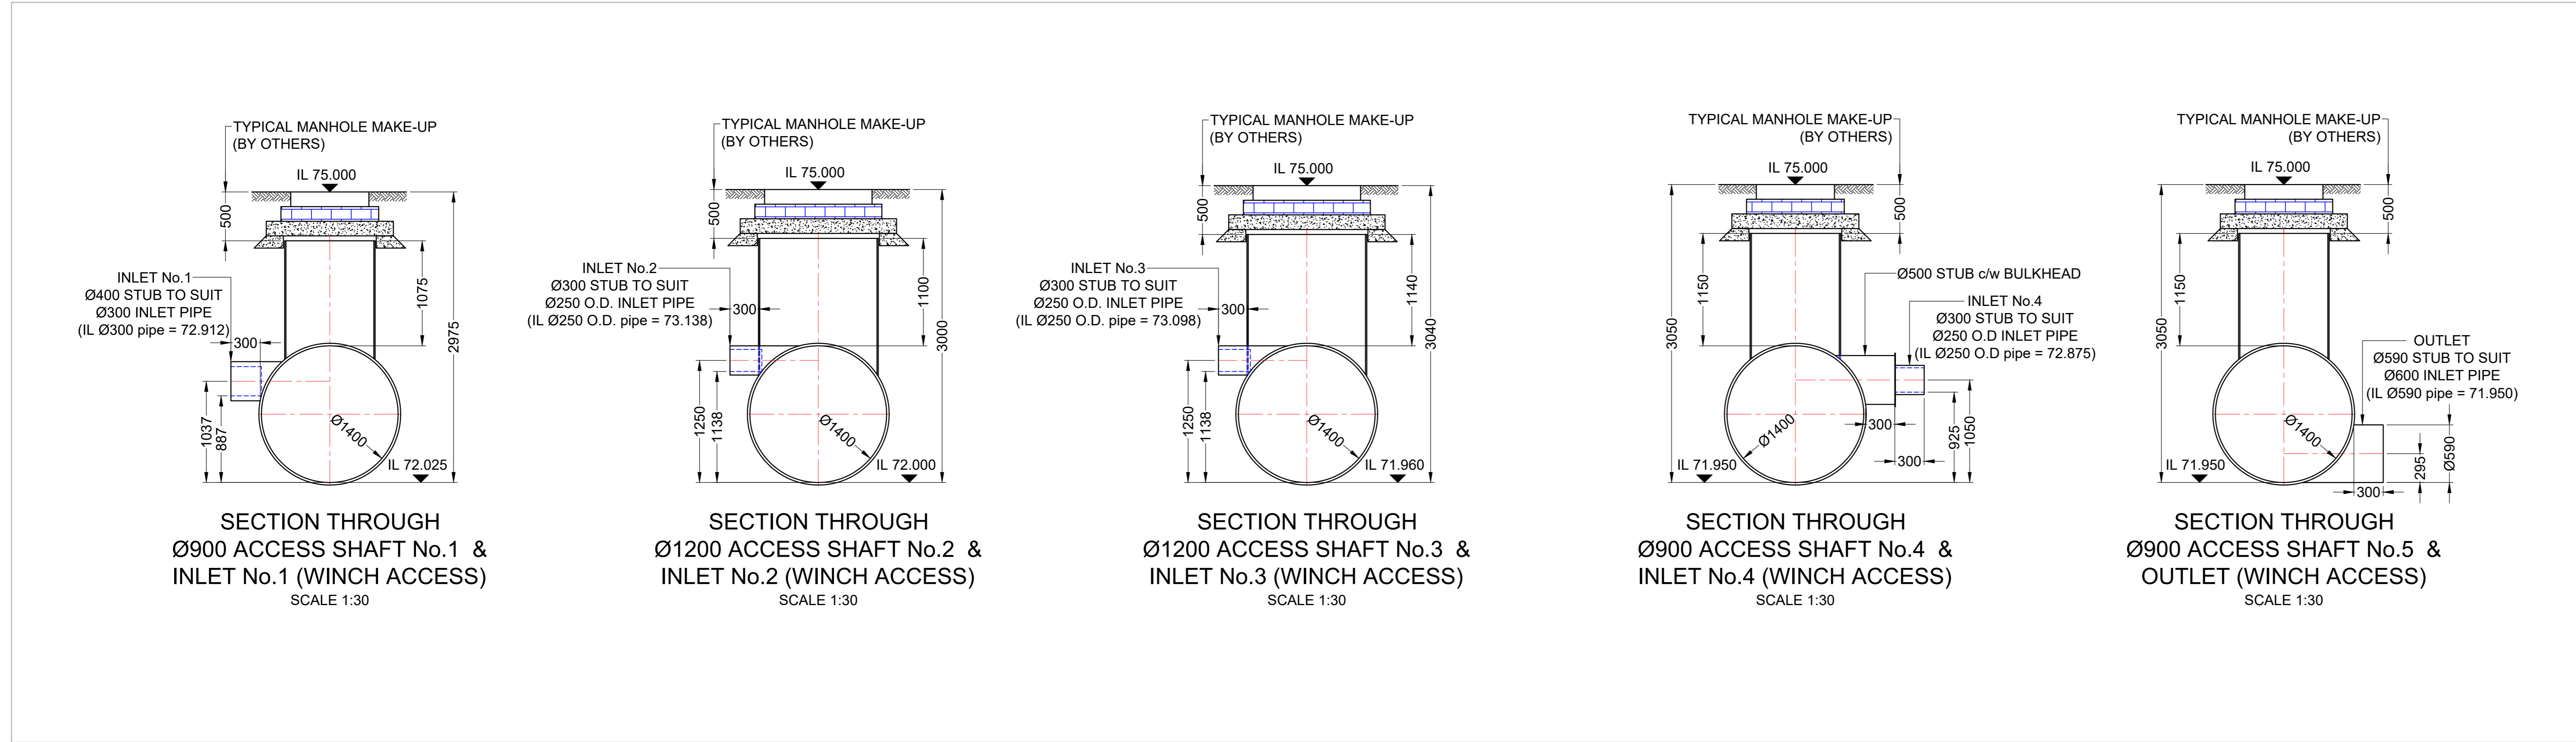 TYPICAL MANHOLE MAKE-UP
(BY OTHERS)
IL 75.000
500
1075
2975
INLET No.1
Ø400 STUB TO SUIT
Ø300 INLET PIPE
(IL Ø300 pipe = 72.912)
300
1037
887
Ø1400
IL 72.025
SECTION THROUGH
Ø900 ACCESS SHAFT No.1 &
INLET No.1 (WINCH ACCESS)
SCALE 1:30
TYPICAL MANHOLE MAKE-UP
(BY OTHERS)
IL 75.000
500
1100
3000
INLET No.2
Ø300 STUB TO SUIT
Ø250 O.D. INLET PIPE
(IL Ø250 O.D. pipe = 73.138)
300
1250
1138
Ø1400
IL 72.000
SECTION THROUGH
Ø1200 ACCESS SHAFT No.2 &
INLET No.2 (WINCH ACCESS)
SCALE 1:30
TYPICAL MANHOLE MAKE-UP
(BY OTHERS)
IL 75.000
500
1140
3040
INLET No.3
Ø300 STUB TO SUIT
Ø250 O.D. INLET PIPE
(IL Ø250 O.D. pipe = 73.098)
300
1250
1138
Ø1400
IL 71.960
SECTION THROUGH
Ø1200 ACCESS SHAFT No.3 &
INLET No.3 (WINCH ACCESS)
SCALE 1:30
TYPICAL MANHOLE MAKE-UP
(BY OTHERS)
IL 75.000
500
1150
3050
Ø500 STUB c/w BULKHEAD
INLET No.4
Ø300 STUB TO SUIT
Ø250 O.D INLET PIPE
(IL Ø250 O.D pipe = 72.875)
300
300
925
1050
Ø1400
IL 71.950
SECTION THROUGH
Ø900 ACCESS SHAFT No.4 &
INLET No.4 (WINCH ACCESS)
SCALE 1:30
TYPICAL MANHOLE MAKE-UP
(BY OTHERS)
IL 75.000
500
1150
3050
OUTLET
Ø590 STUB TO SUIT
Ø600 INLET PIPE
(IL Ø590 pipe = 71.950)
Ø1400
295
Ø590
300
IL 71.950
SECTION THROUGH
Ø900 ACCESS SHAFT No.5 &
OUTLET (WINCH ACCESS)
SCALE 1:30